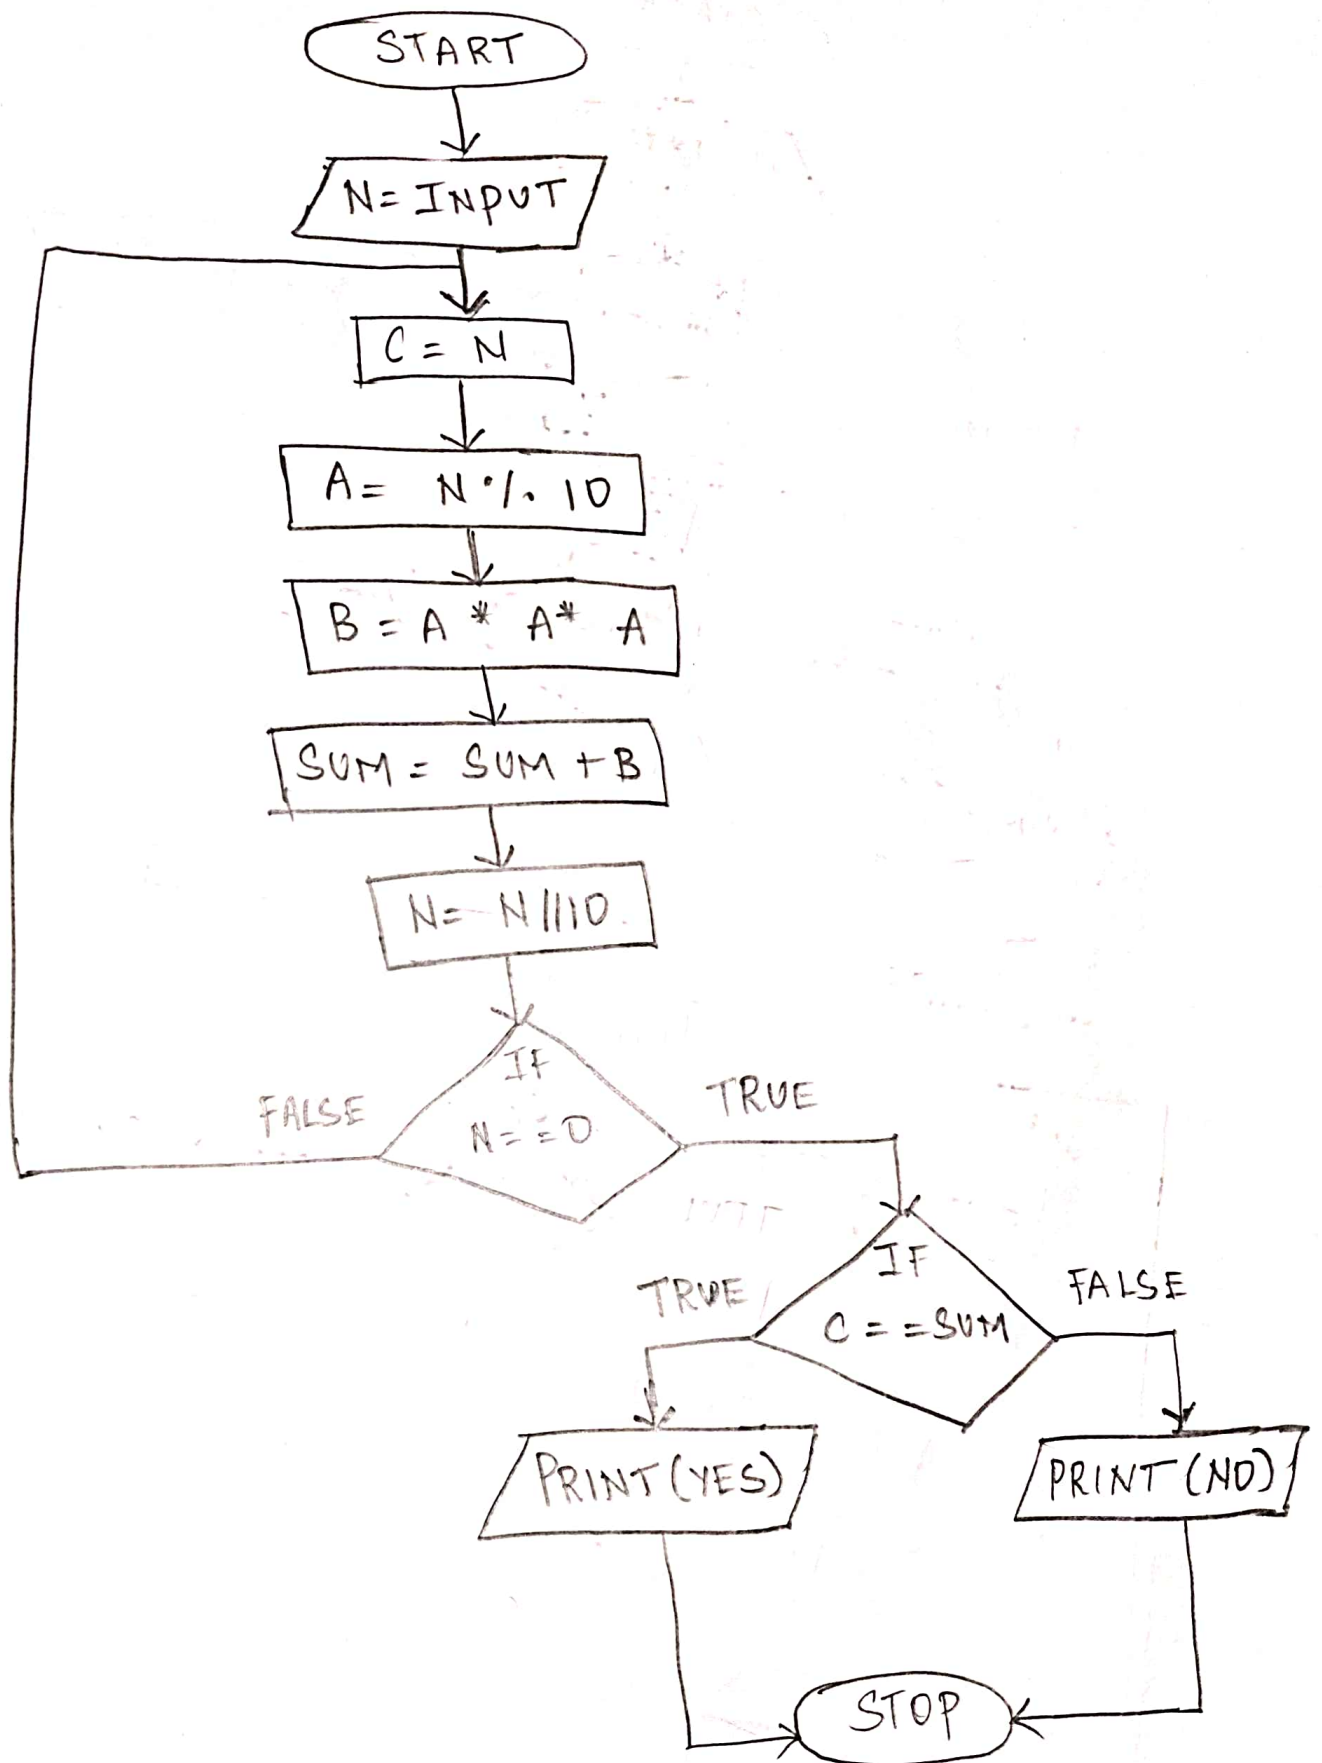 START
N= INPUT
C = N
A= N % 10
B = A * A* A
SUM = SUM + B
N= N//10
IF
N= =0
FALSE
TRUE
IF
C = =SUM
TRUE
FALSE
PRINT (YES)
PRINT (NO)
STOP